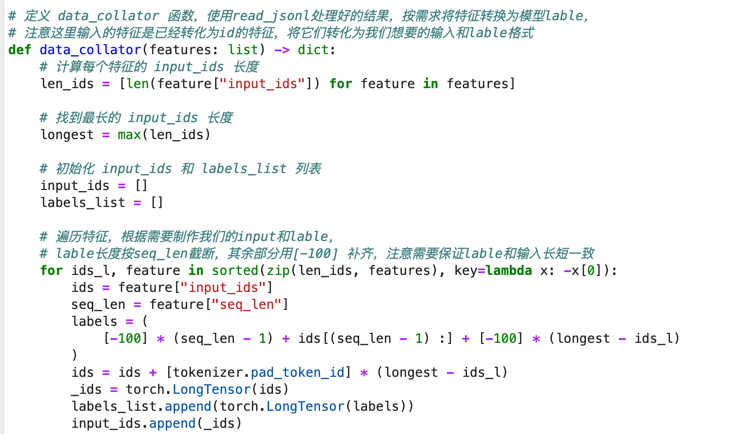 # 定义 data_collator 函数，使用read_jsonl处理好的结果，按需求将特征转换为模型lable，
# 注意这里输入的特征是已经转化为id的特征，将它们转化为我们想要的输入和lable格式
def data_collator(features: list) -> dict:
    # 计算每个特征的 input_ids 长度
    len_ids = [len(feature["input_ids"]) for feature in features]

    # 找到最长的 input_ids 长度
    longest = max(len_ids)

    # 初始化 input_ids 和 labels_list 列表
    input_ids = []
    labels_list = []

    # 遍历特征，根据需要制作我们的input和lable，
    # lable长度按seq_len截断，其余部分用[-100] 补齐，注意需要保证lable和输入长短一致
    for ids_l, feature in sorted(zip(len_ids, features), key=lambda x: -x[0]):
        ids = feature["input_ids"]
        seq_len = feature["seq_len"]
        labels = (
            [-100] * (seq_len - 1) + ids[(seq_len - 1) :] + [-100] * (longest - ids_l)
        )
        ids = ids + [tokenizer.pad_token_id] * (longest - ids_l)
        _ids = torch.LongTensor(ids)
        labels_list.append(torch.LongTensor(labels))
        input_ids.append(_ids)